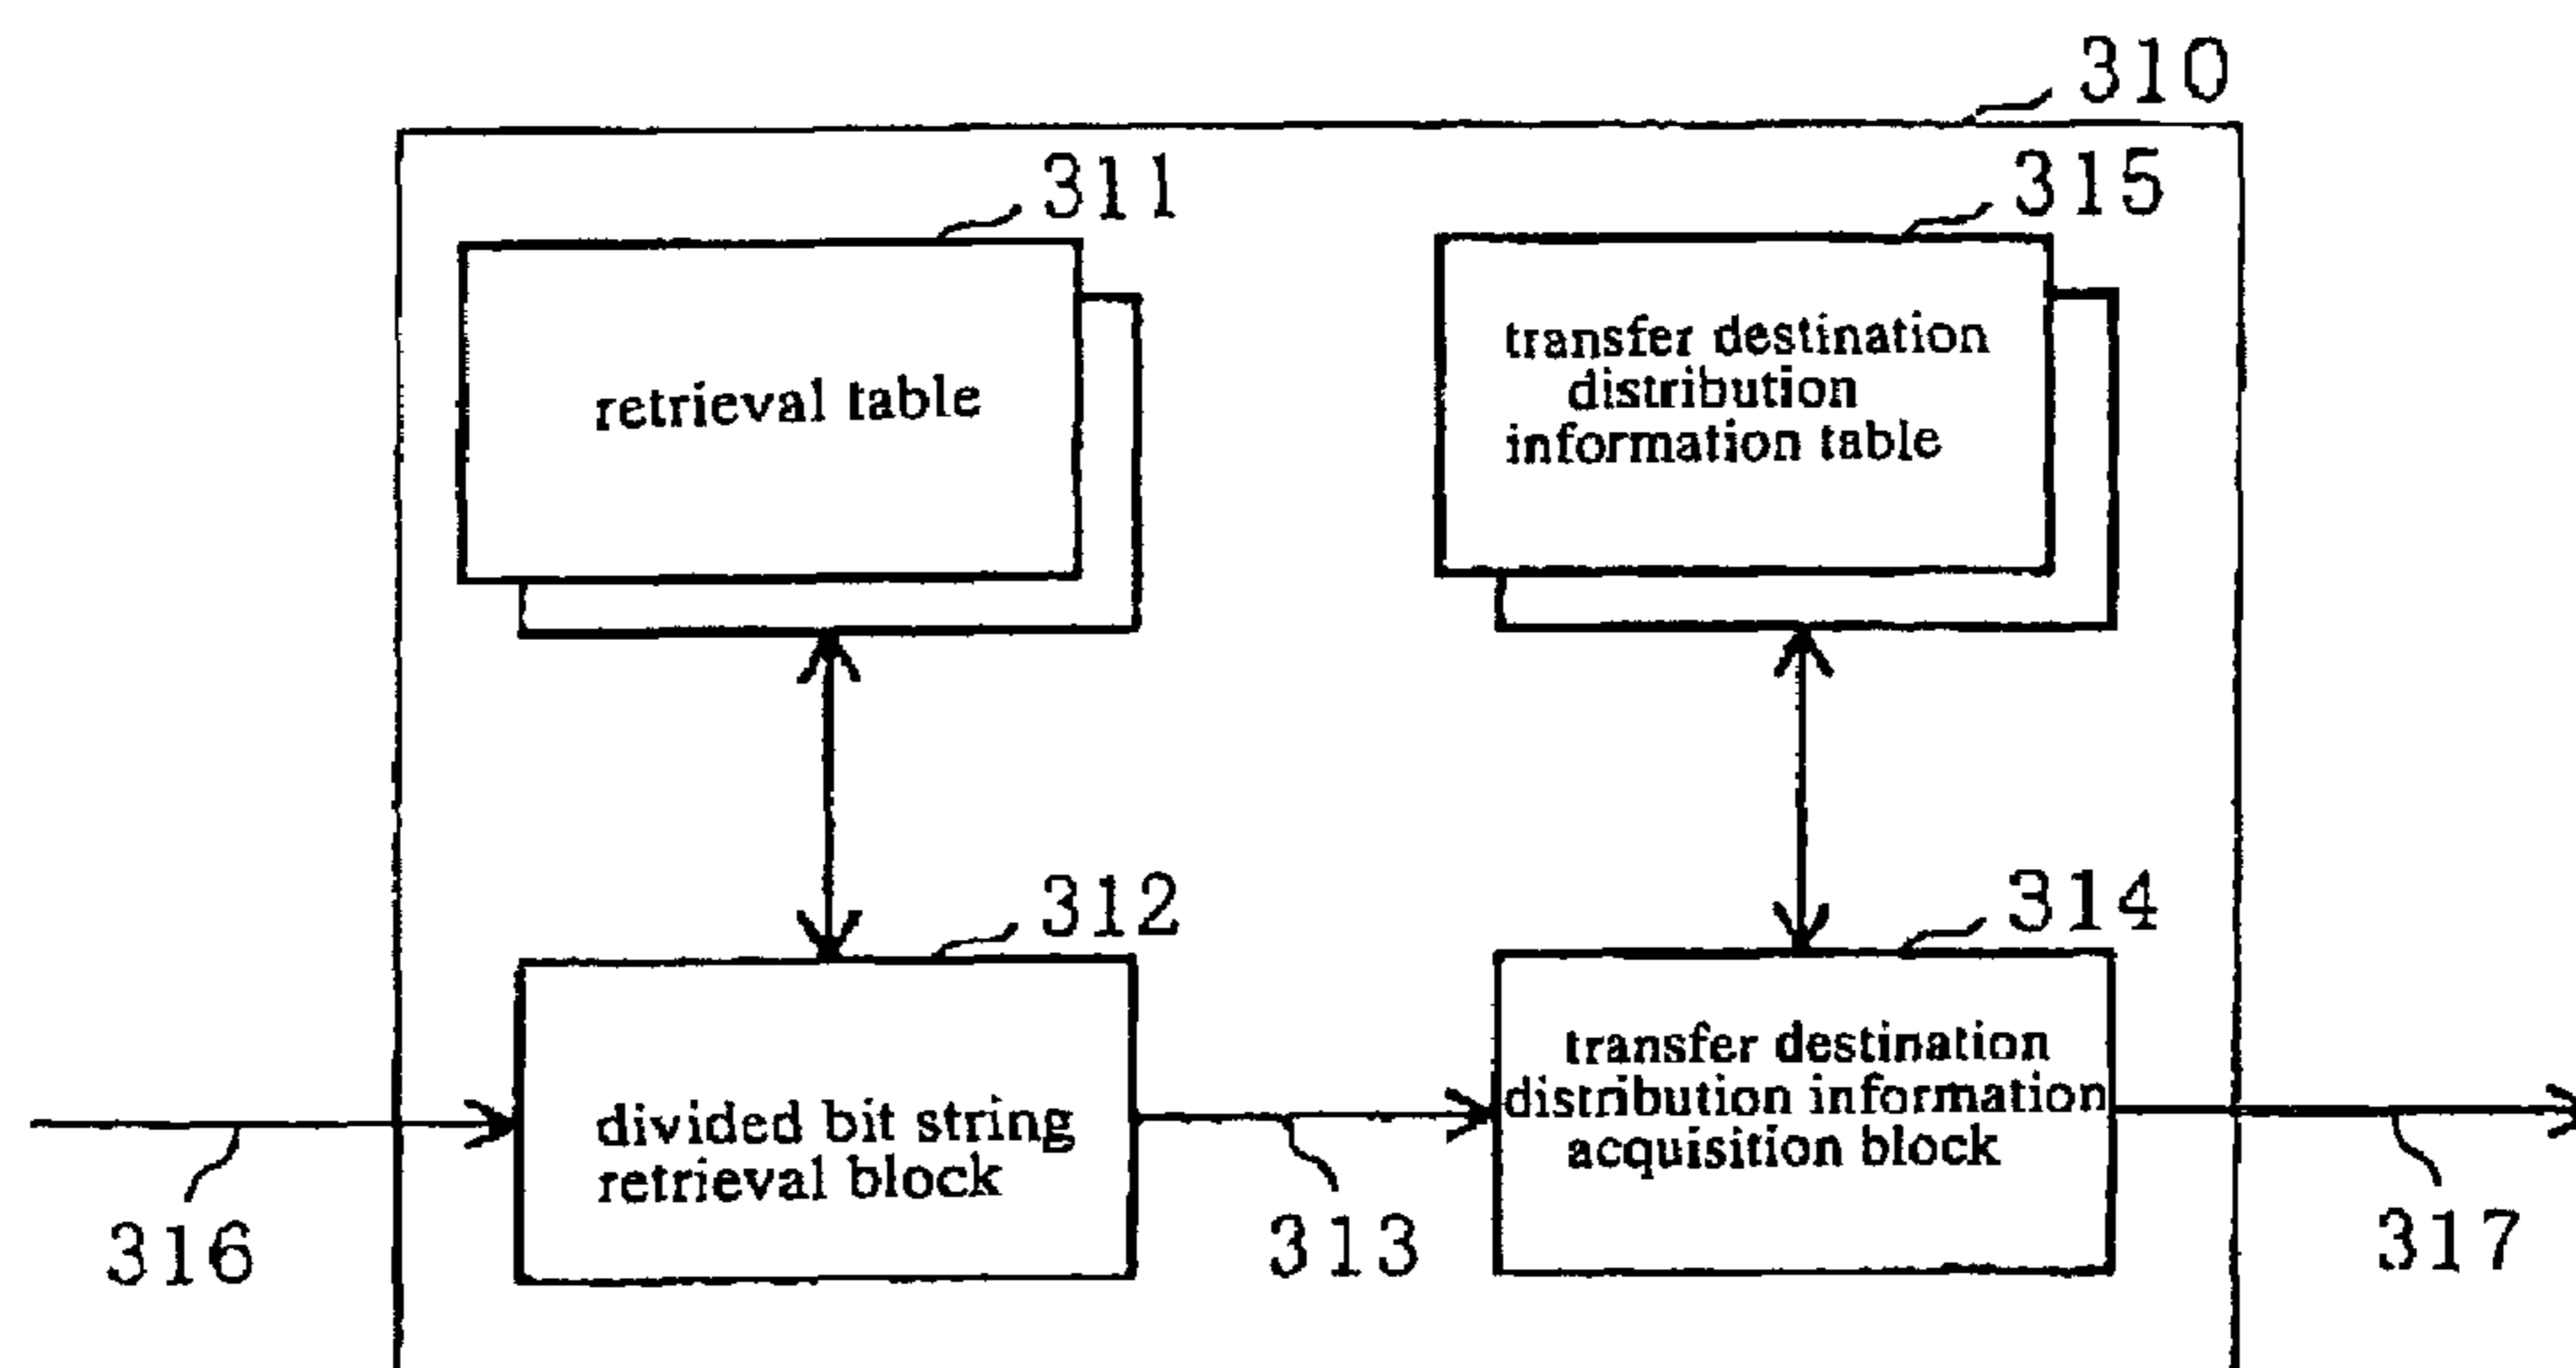 310
311
315
retrieval table
transfer destination
distribution
information table
312
314
divided bit string
retrieval block
transfer destination
distribution information
acquisition block
316
313
317